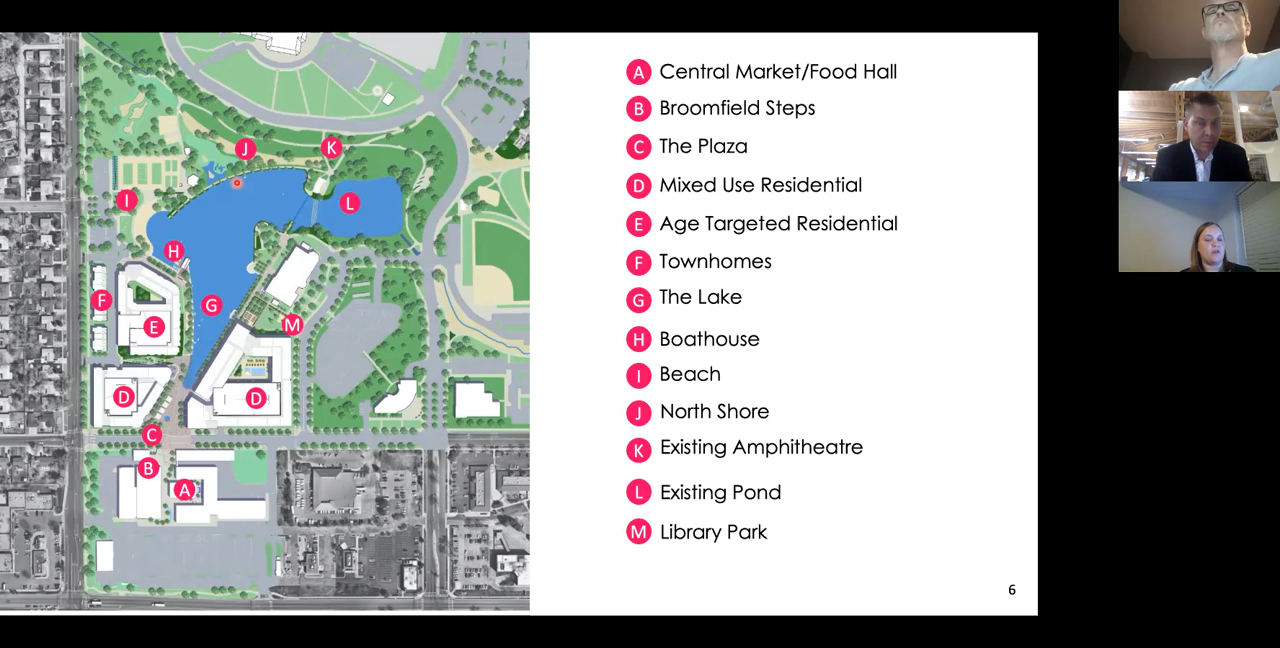 A Central Market/Food Hall
B Broomfield Steps
C The Plaza
D Mixed Use Residential
E Age Targeted Residential
F Townhomes
G The Lake
H Boathouse
I Beach
J North Shore
K Existing Amphitheatre
L Existing Pond
M Library Park
6
J
K
I
L
H
F
G
E
M
D
D
C
B
A